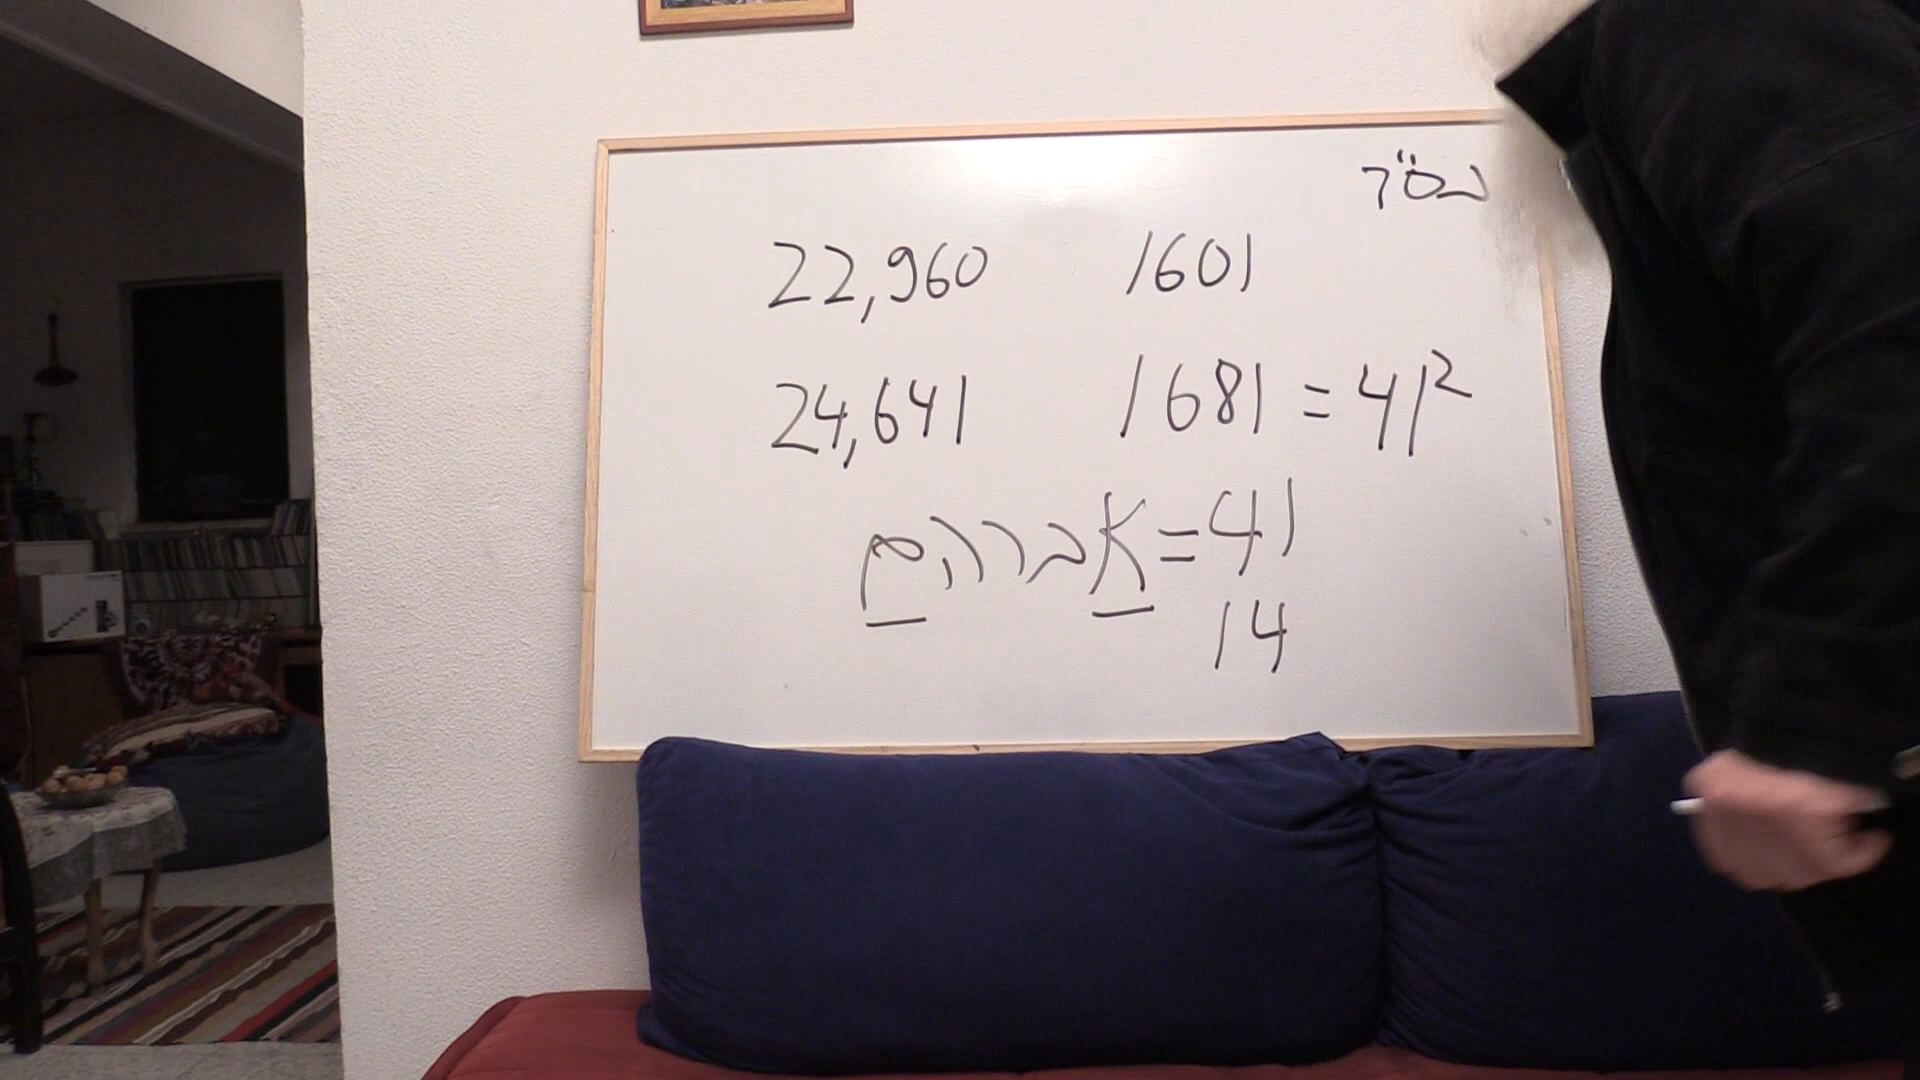 בס"ד
22,960 1601
24,641 1681 = 41²
אברהם = 41
14